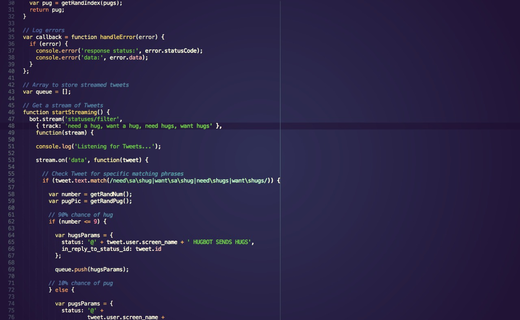 30 var pug = getRandIndex(pugs);
31 return pug;
32 }
33
34 // Log errors
35 var callback = function handleError(error) {
36 if (error) {
37 console.error('response status:', error.statusCode);
38 console.error('data:', error.data);
39 }
40 };
41
42 // Array to store streamed tweets
43 var queue = [];
44
45 // Get a stream of Tweets
46 function startStreaming() {
47 bot.stream('statuses/filter',
48 { track: 'need a hug, want a hug, need hugs, want hugs' },
49 function(stream) {
50
51 console.log('Listening for Tweets...');
52
53 stream.on('data', function(tweet) {
54
55 // Check Tweet for specific matching phrases
56 if (tweet.text.match(/need\sa\shug|want\sa\shug|need\shugs|want\shugs/)) {
57
58 var number = getRandNum();
59 var pugPic = getRandPug();
60
61 // 90% chance of hug
62 if (number <= 9) {
63
64 var hugsParams = {
65 status: '@' + tweet.user.screen_name + ' HUGBOT SENDS HUGS',
66 in_reply_to_status_id: tweet.id
67 };
68
69 queue.push(hugsParams);
70
71 // 10% chance of pug
72 } else {
73
74 var pugsParams = {
75 status: '@' +
76 tweet.user.screen_name +